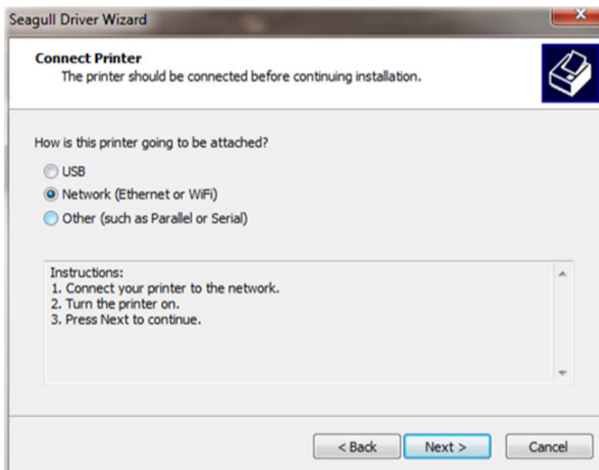 Seagull Driver Wizard
Connect Printer
The printer should be connected before continuing installation.
How is this printer going to be attached?
USB
Network (Ethernet or WiFi)
Other (such as Parallel or Serial)
Instructions:
1. Connect your printer to the network.
2. Turn the printer on.
3. Press Next to continue.
< Back Next > Cancel